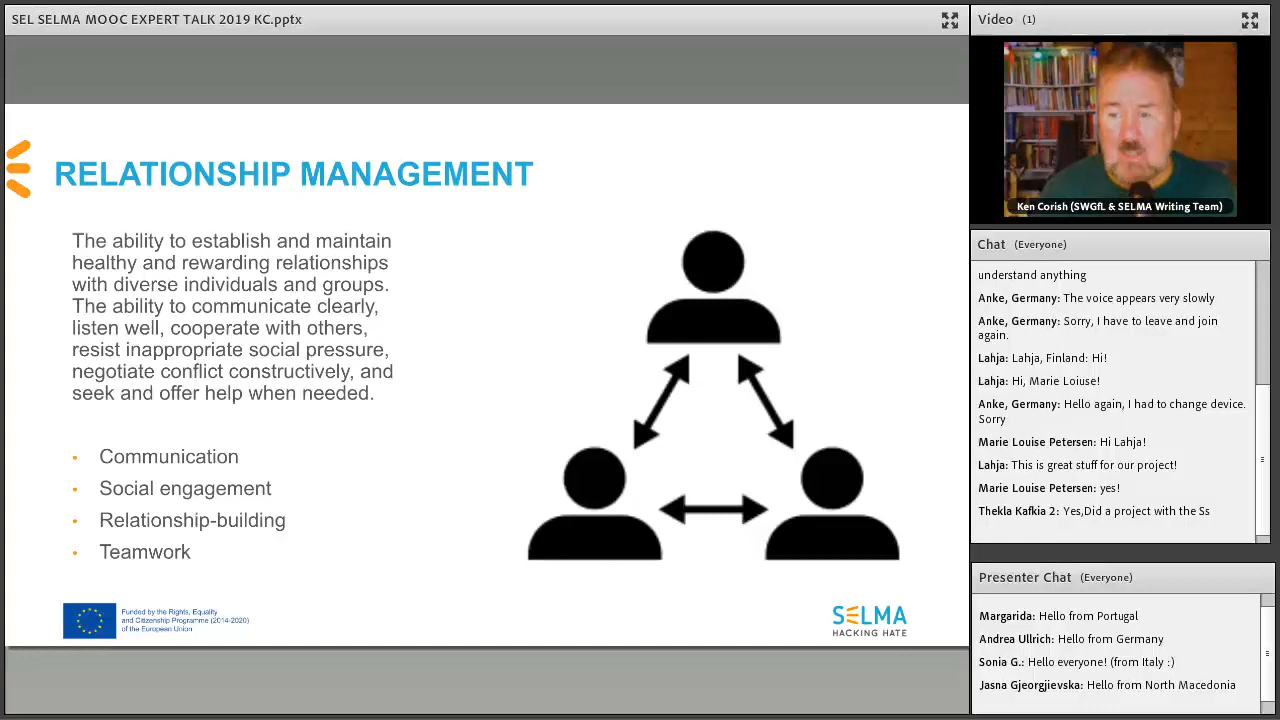 SEL SELMA MOOC EXPERT TALK 2019 KC.pptx
RELATIONSHIP MANAGEMENT
The ability to establish and maintain
healthy and rewarding relationships
with diverse individuals and groups.
The ability to communicate clearly,
listen well, cooperate with others,
resist inappropriate social pressure,
negotiate conflict constructively, and
seek and offer help when needed.
• Communication
• Social engagement
• Relationship-building
• Teamwork
Funded by the Rights, Equality
and Citizenship Programme (2014-2020)
of the European Union
SELMA
HACKING HATE
Video (1)
Ken Corish (SWGfL & SELMA Writing Team)
Chat (Everyone)
understand anything
Anke, Germany: The voice appears very slowly
Anke, Germany: Sorry, I have to leave and join
again.
Lahja: Lahja, Finland: Hi!
Lahja: Hi, Marie Loiuse!
Anke, Germany: Hello again, I had to change device.
Sorry
Marie Louise Petersen: Hi Lahja!
Lahja: This is great stuff for our project!
Marie Louise Petersen: yes!
Thekla Kafkia 2: Yes,Did a project with the Ss
Presenter Chat (Everyone)
Margarida: Hello from Portugal
Andrea Ullrich: Hello from Germany
Sonia G.: Hello everyone! (from Italy :)
Jasna Gjeorgjievska: Hello from North Macedonia